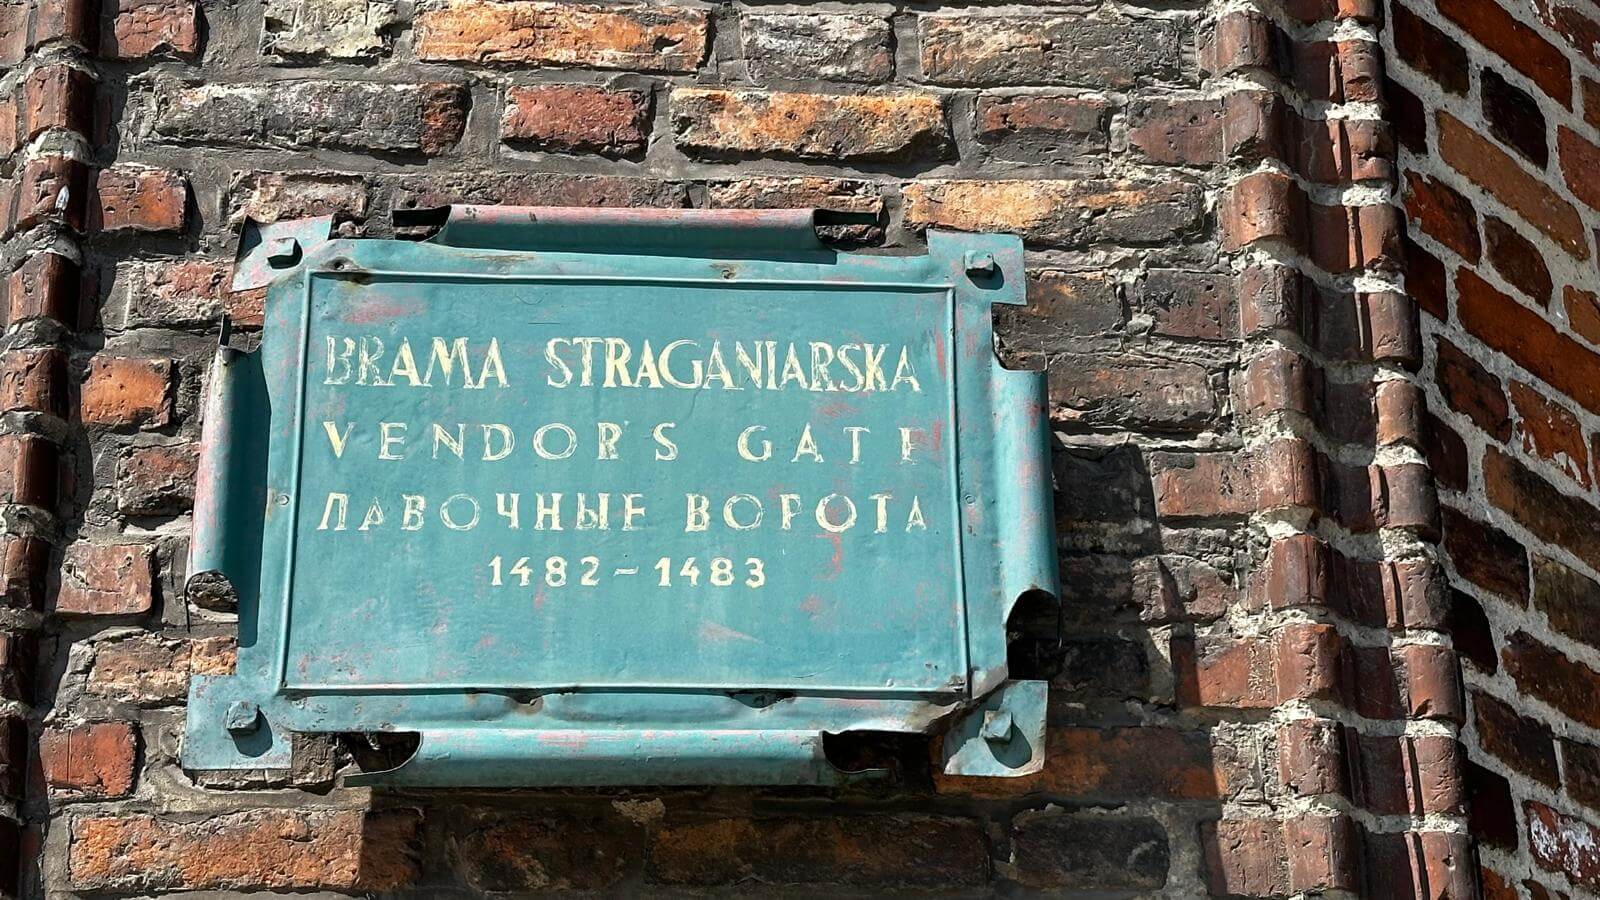 BRAMA STRAGANIARSKA
VENDOR'S GATE
ЛАВОЧНЫЕ ВОРОТА
1482-1483